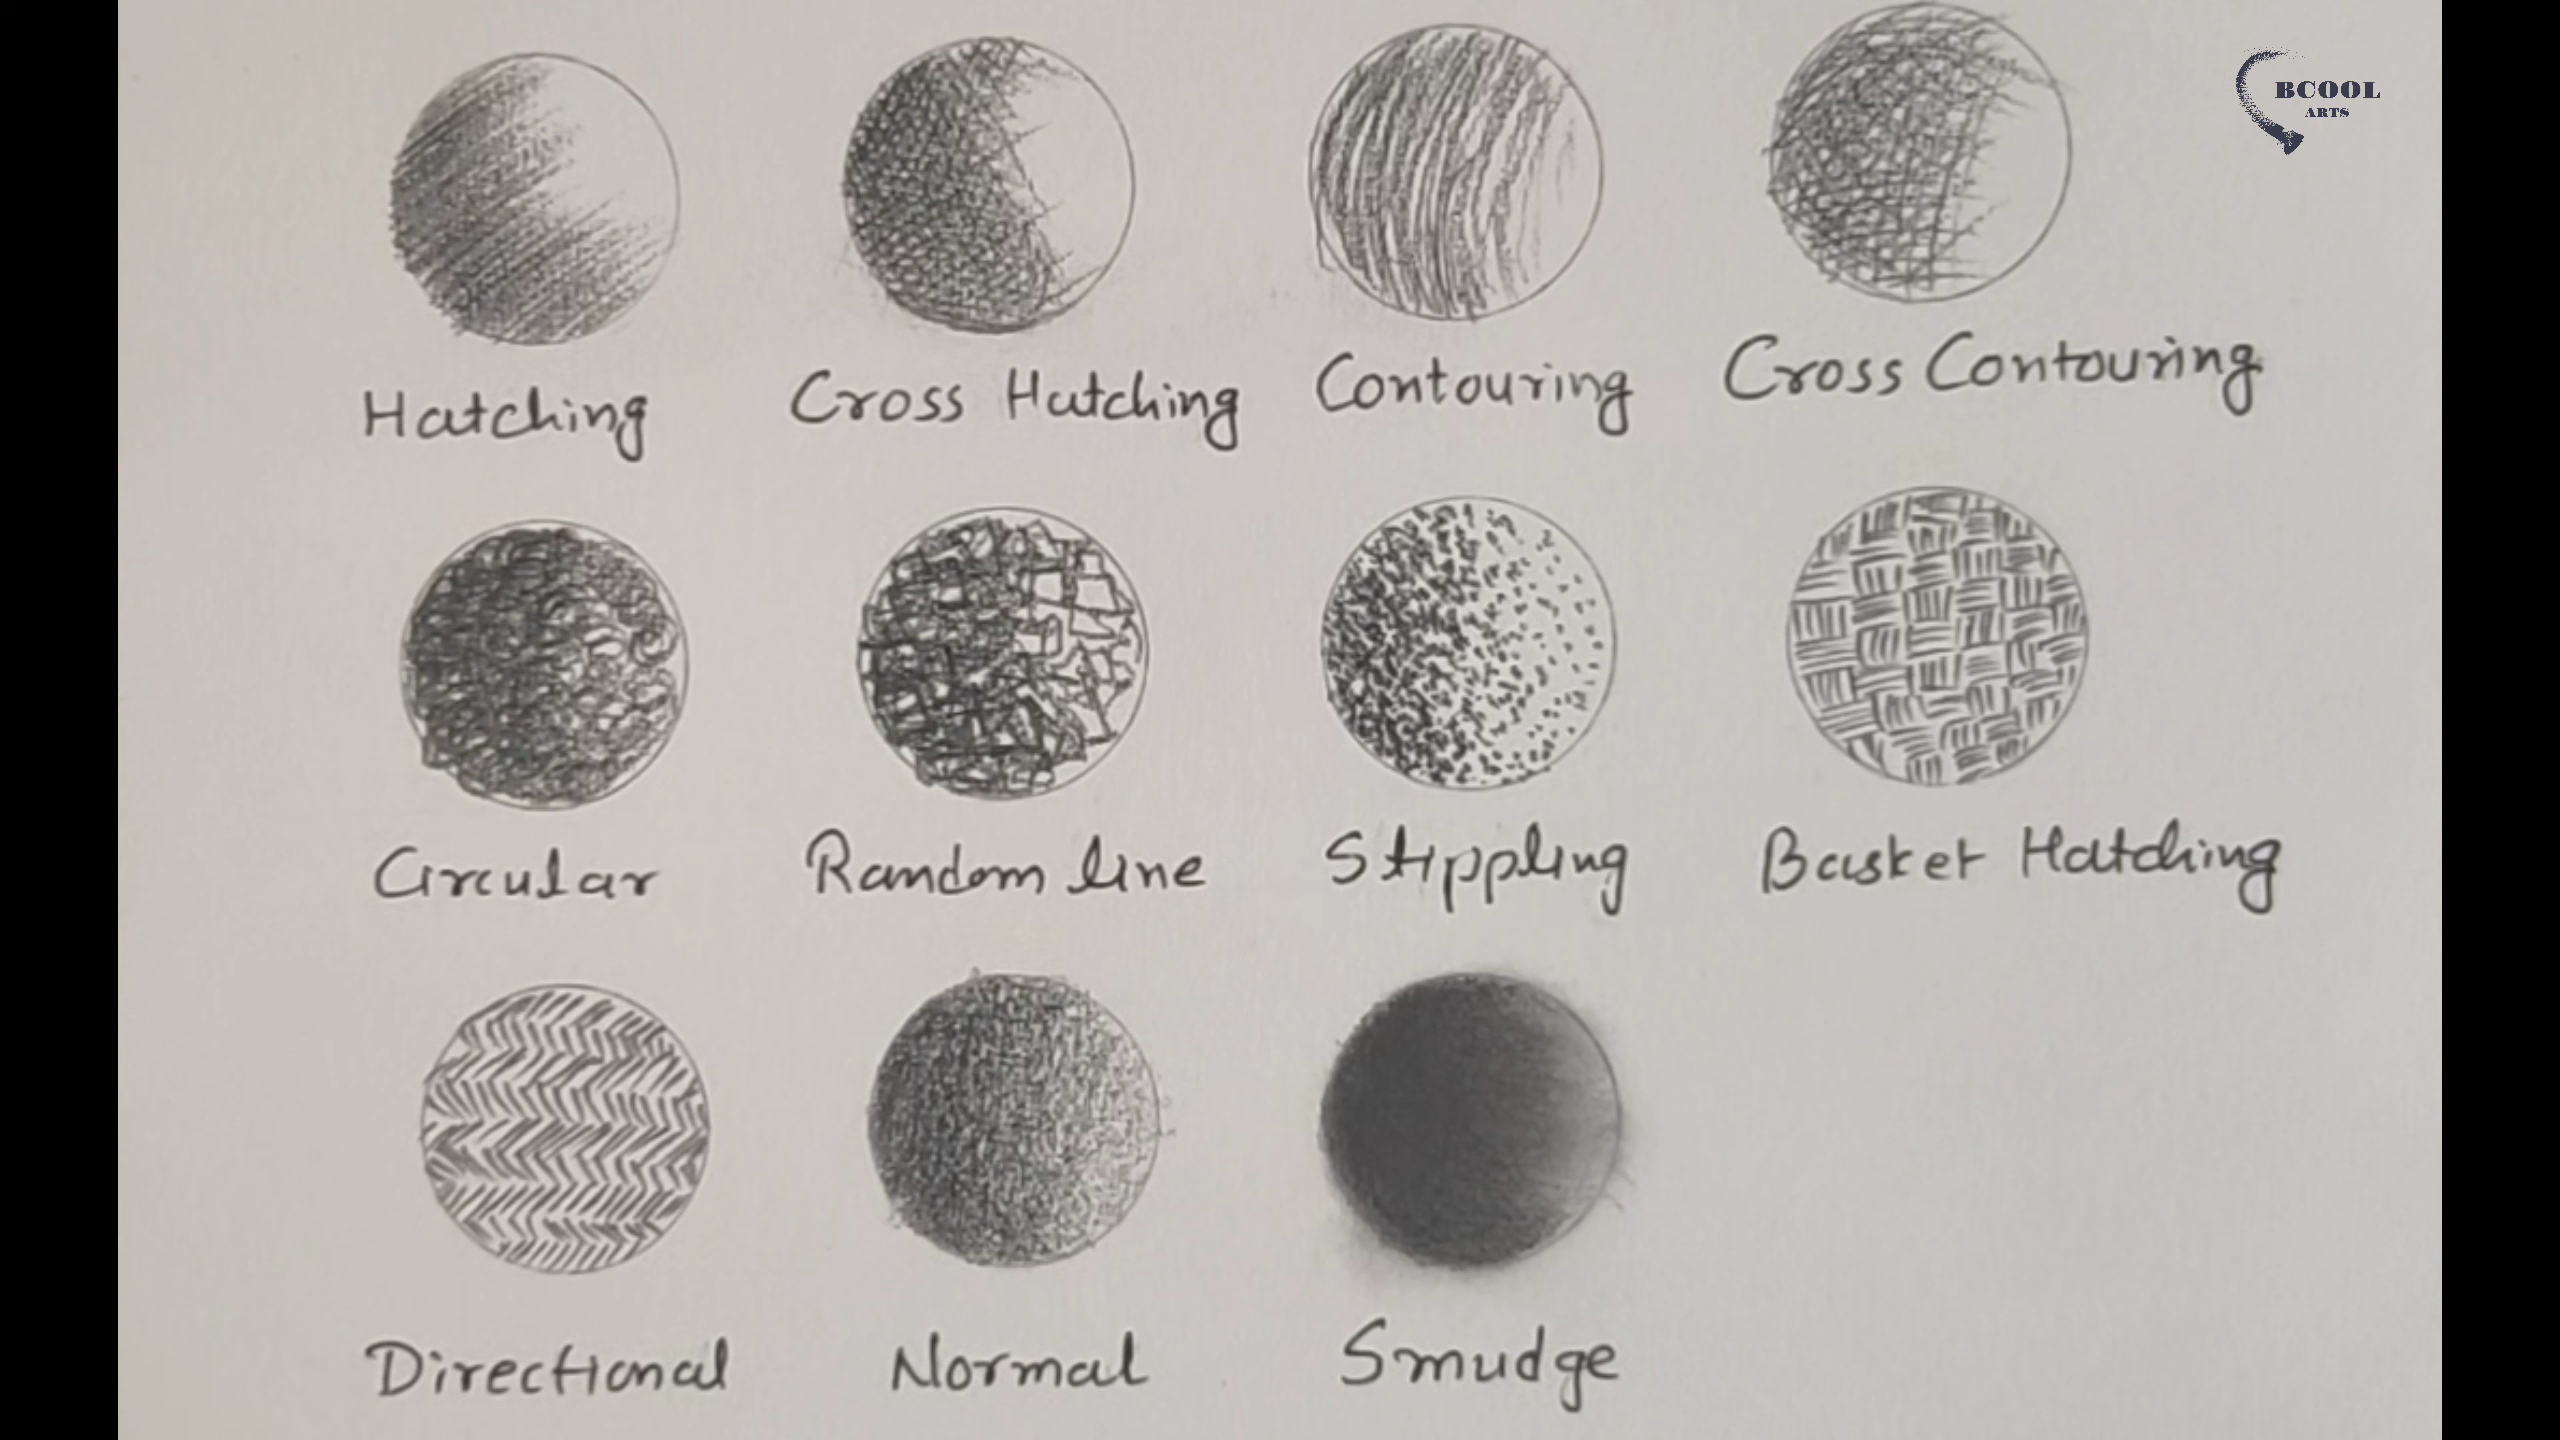 BCOOL
ARTS
Hatching
Cross Hatching
Contouring
Cross Contouring
Circular
Random line
Stippling
Basket Hatching
Directional
Normal
Smudge